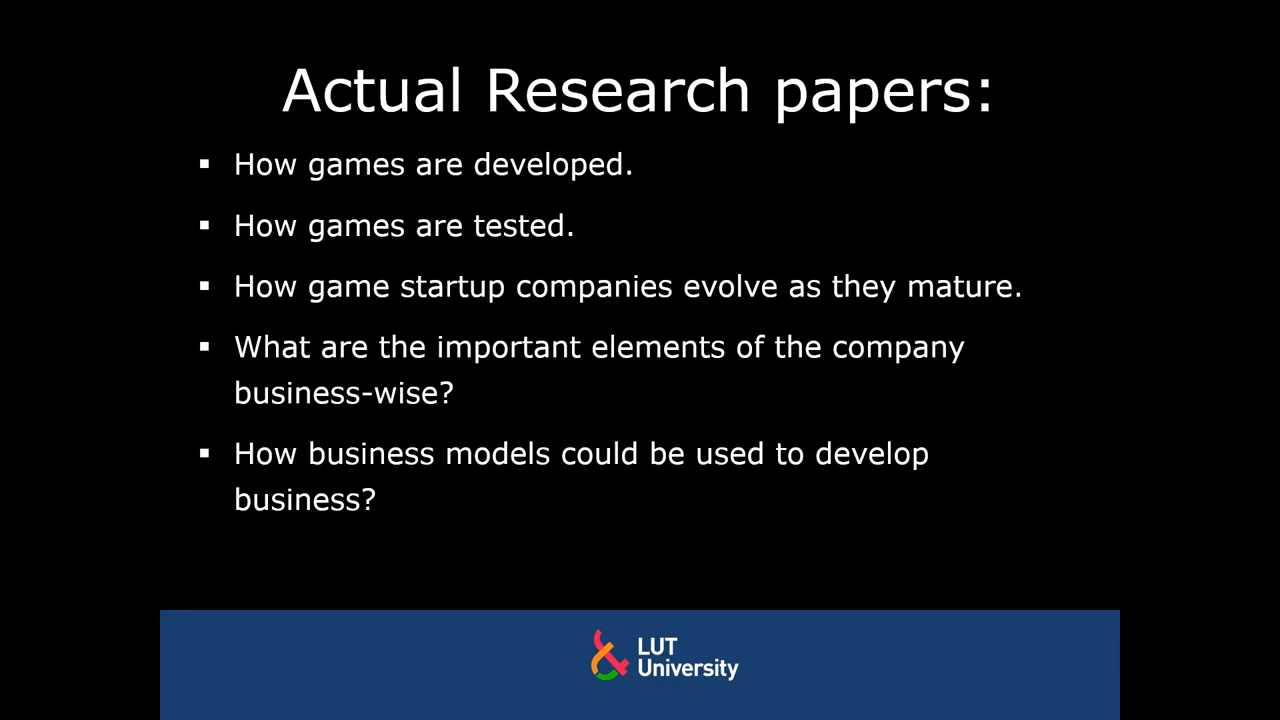 Actual Research papers:
▪ How games are developed.
▪ How games are tested.
▪ How game startup companies evolve as they mature.
▪ What are the important elements of the company
business-wise?
▪ How business models could be used to develop
business?
LUT
University